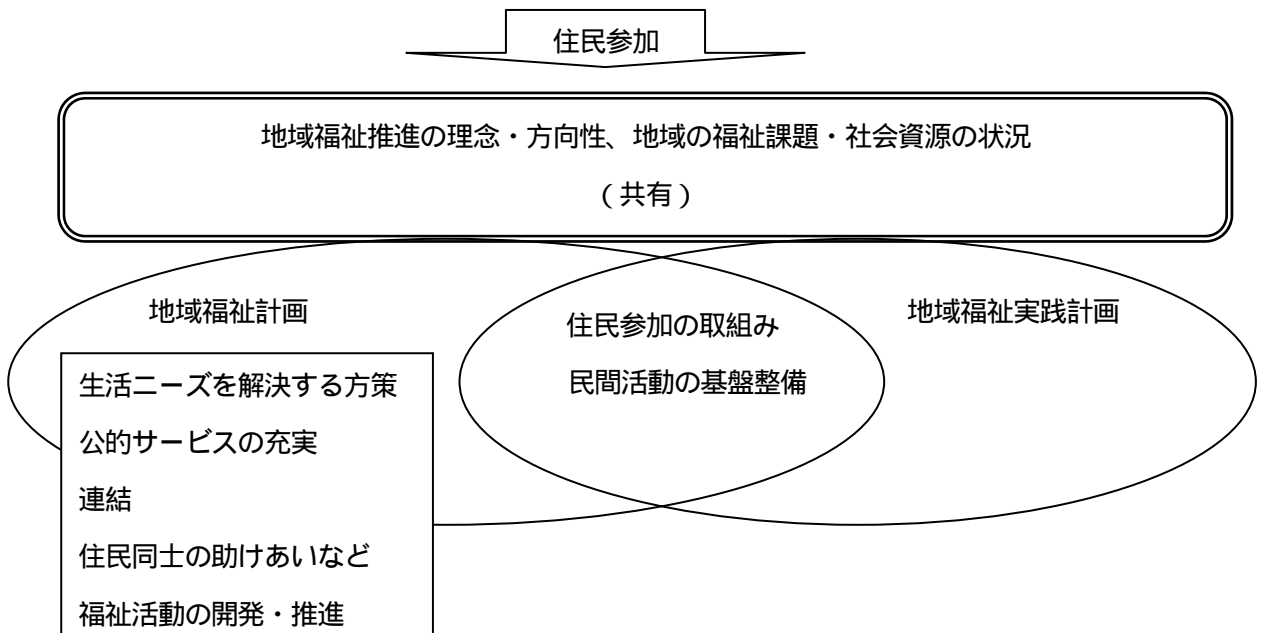 住民参加
地域福祉推進の理念・方向性、地域の福祉課題・社会資源の状況
(共有)
地域福祉計画
住民参加の取組み
民間活動の基盤整備
地域福祉実践計画
生活ニーズを解決する方策
公的サービスの充実
連結
住民同士の助けあいなど
福祉活動の開発・推進